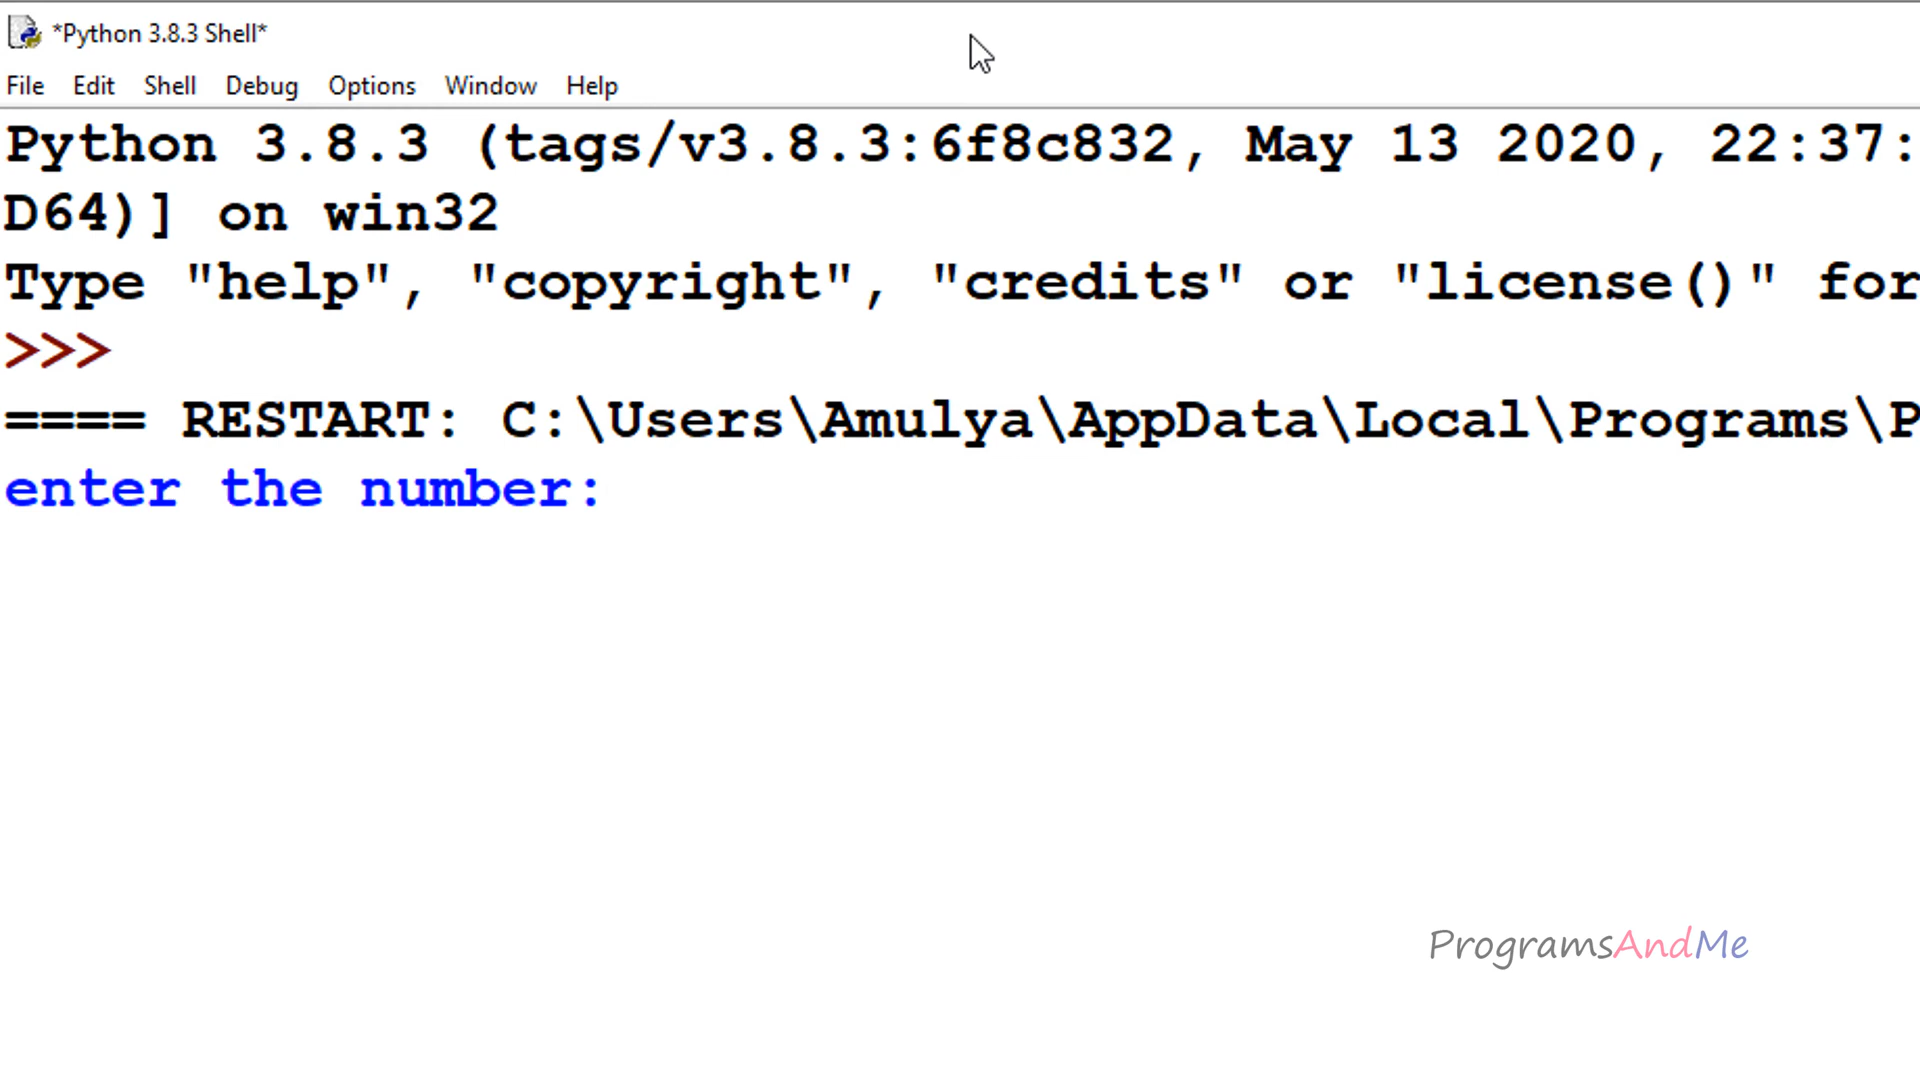 *Python 3.8.3 Shell*
File Edit Shell Debug Options Window Help
Python 3.8.3 (tags/v3.8.3:6f8c832, May 13 2020, 22:37:
D64)] on win32
Type "help", "copyright", "credits" or "license()" for
>>>
==== RESTART: C:\Users\Amulya\AppData\Local\Programs\P
enter the number:
ProgramsAndMe